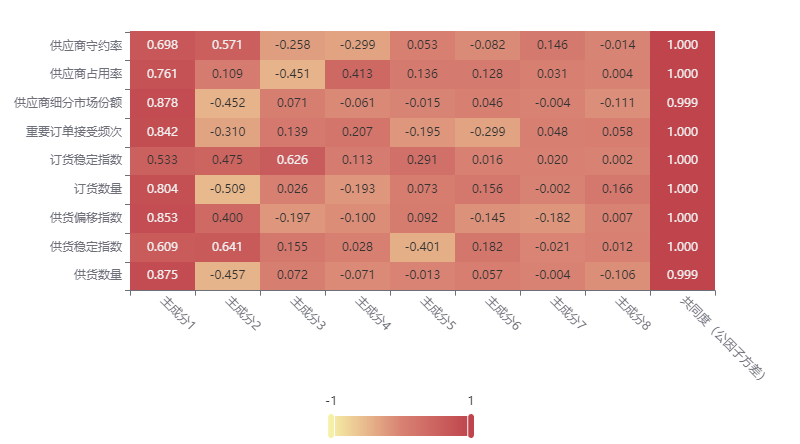 供应商守约率 0.698 0.571 -0.258 -0.299 0.053 -0.082 0.146 -0.014 1.000
供应商占用率 0.761 0.109 -0.451 0.413 0.136 0.128 0.031 0.004 1.000
供应商细分市场份额 0.878 -0.452 0.071 -0.061 -0.015 0.046 -0.004 -0.111 0.999
重要订单接受频次 0.842 -0.310 0.139 0.207 -0.195 -0.299 0.048 0.058 1.000
订货稳定指数 0.533 0.475 0.626 0.113 0.291 0.016 0.020 0.002 1.000
订货数量 0.804 -0.509 0.026 -0.193 0.073 0.156 -0.002 0.166 1.000
供货偏移指数 0.853 0.400 -0.197 -0.100 0.092 -0.145 -0.182 0.007 1.000
供货稳定指数 0.609 0.641 0.155 0.028 -0.401 0.182 -0.021 0.012 1.000
供货数量 0.875 -0.457 0.072 -0.071 -0.013 0.057 -0.004 -0.106 0.999
主成分1 主成分2 主成分3 主成分4 主成分5 主成分6 主成分7 主成分8 共同度（公因子方差）
-1 1